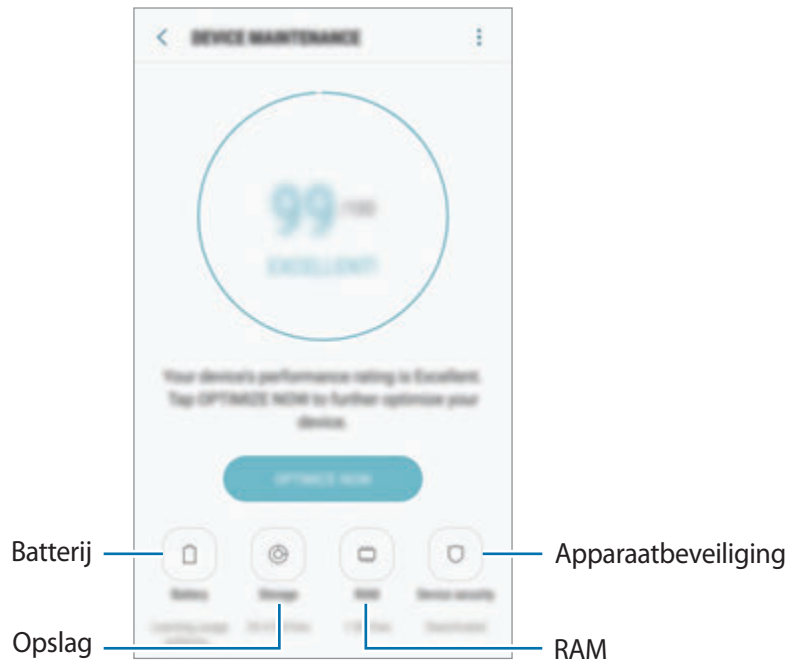 DEVICE MAINTENANCE
99 /100
EXCELLENT!
Your device's performance rating is Excellent.
Tap OPTIMIZE NOW to further optimize your
device.
OPTIMIZE NOW
Batterij
Apparaatbeveiliging
Battery
Storage
RAM
Device security
Opslag
RAM